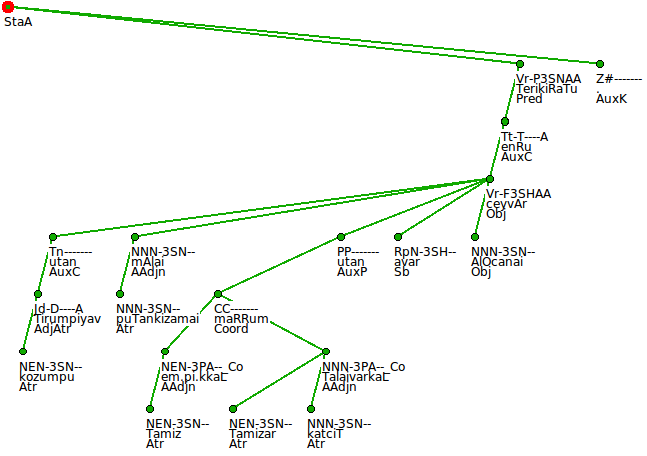 StaA
Vr-P3SNAA
TerikiRaTu
Pred
Z#-------
.
AuxK
Tt-T----A
enRu
AuxC
Vr-F3SHAA
ceyvAr
Obj
Tn-------
utan
AuxC
NNN-3SN--
mAlai
AAdjn
PP-------
utan
AuxP
RpN-3SH--
avar
Sb
NNN-3SN--
AlOcanai
Obj
Jd-D----A
Tirumpiyav
AdjAtr
NNN-3SN--
puTankizamai
Atr
CC-------
maRRum
Coord
NEN-3SN--
kozumpu
Atr
NEN-3PA--_Co
em.pi.kkaL
AAdjn
NNN-3PA--_Co
TalaivarkaL
AAdjn
NEN-3SN--
Tamiz
Atr
NEN-3SN--
Tamizar
Atr
NNN-3SN--
katciT
Atr